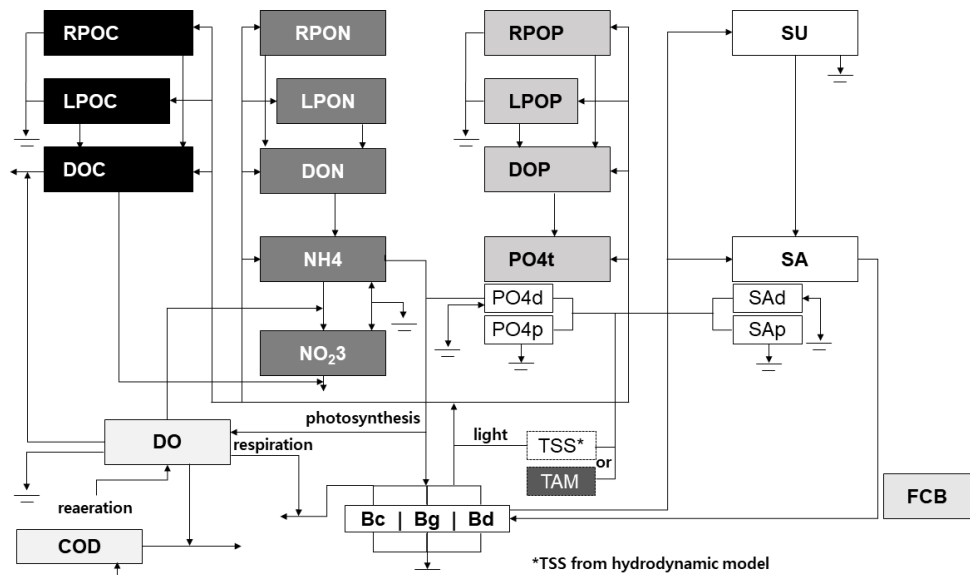 RPOC
RPON
RPOP
SU
LPOC
LPON
LPOP
DOC
DON
DOP
NH4
PO4t
SA
PO4d
SAd
PO4p
SAp
NO₂3
photosynthesis
DO
respiration
light
TSS*
or
TAM
reaeration
FCB
Bc | Bg | Bd
COD
*TSS from hydrodynamic model